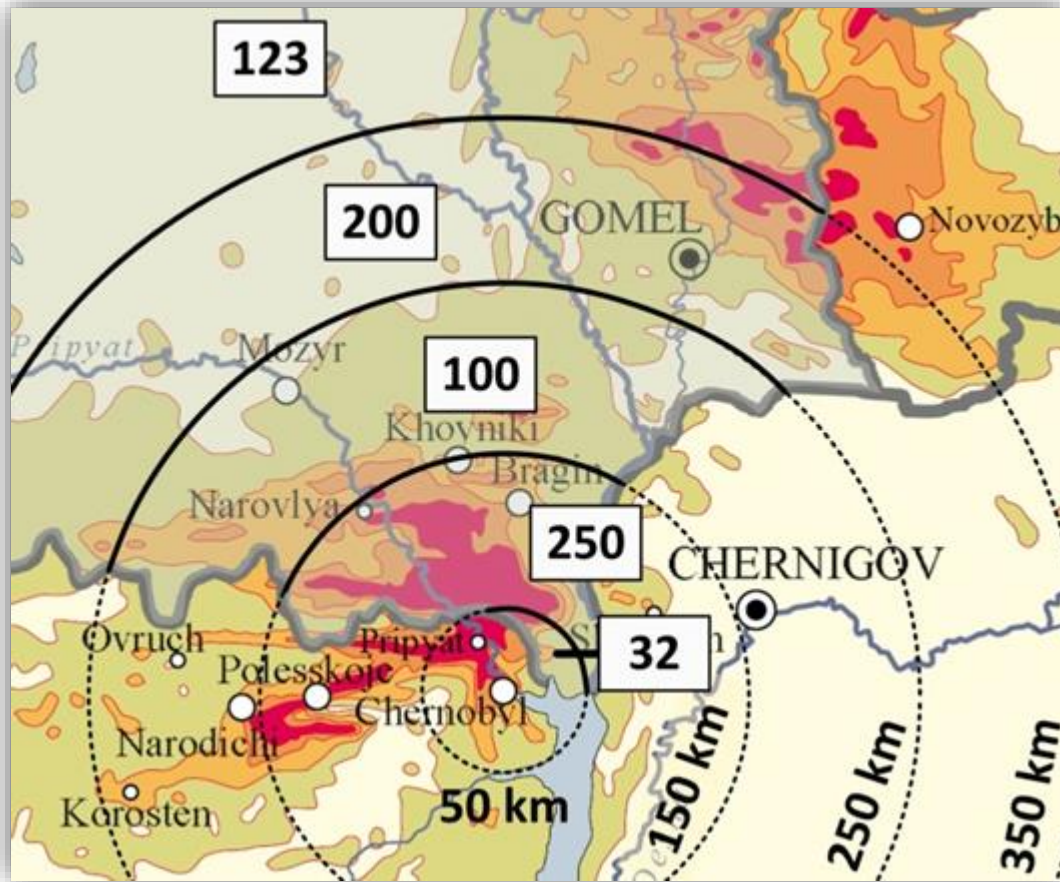 123
200
GOMEL
Novozyb
Pripyat
Mozyr
100
Khoyniki
Bragin
Narovlya
250
CHERNIGOV
Ovruch
Pripyat
32
Polesskoje
Chernobyl
Narodichi
Korosten
50 km
150 km
250 km
350 km